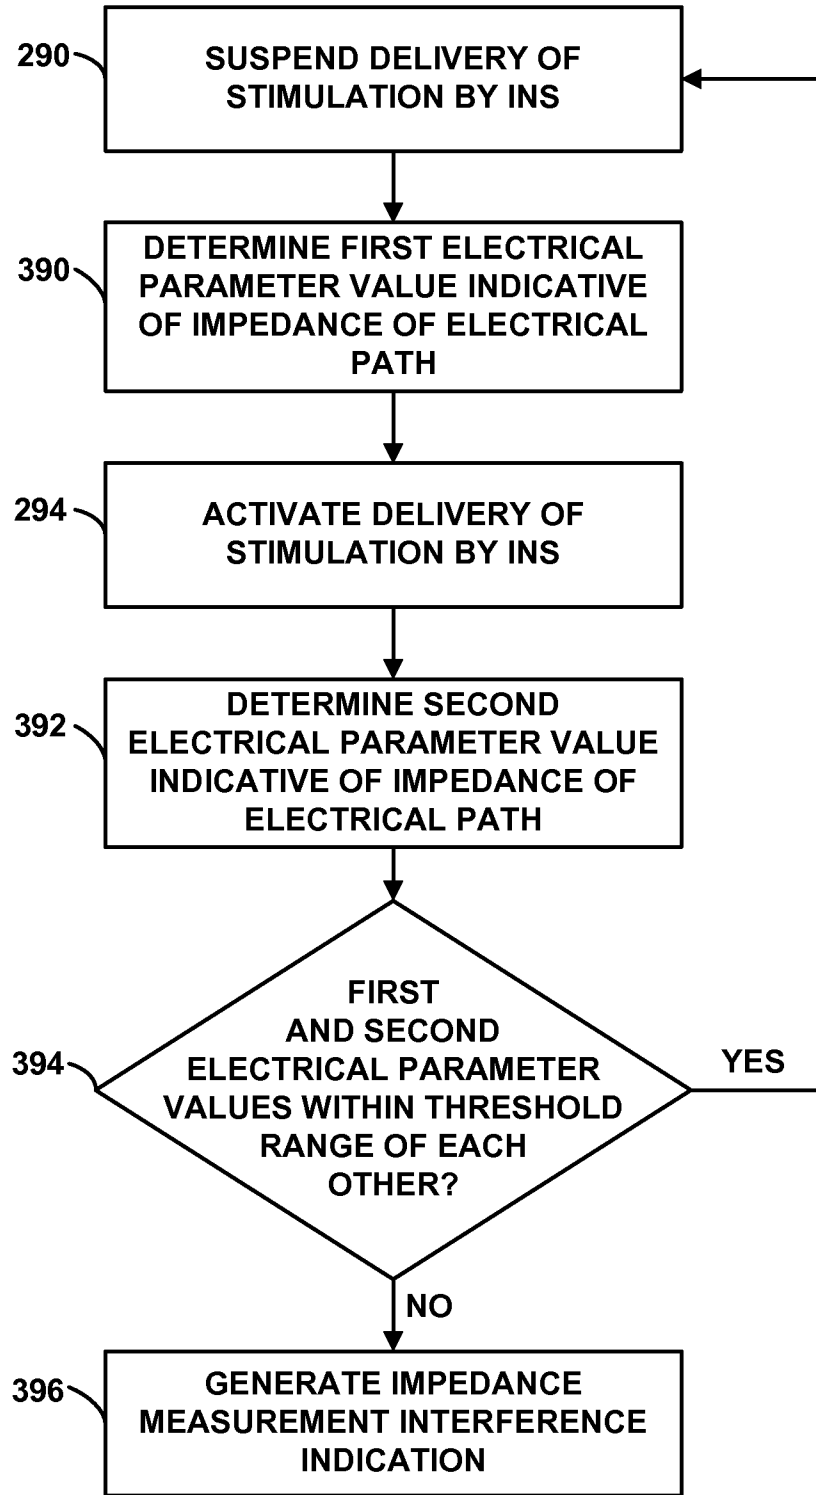 290
SUSPEND DELIVERY OF
STIMULATION BY INS
390
DETERMINE FIRST ELECTRICAL
PARAMETER VALUE INDICATIVE
OF IMPEDANCE OF ELECTRICAL
PATH
294
ACTIVATE DELIVERY OF
STIMULATION BY INS
392
DETERMINE SECOND
ELECTRICAL PARAMETER VALUE
INDICATIVE OF IMPEDANCE OF
ELECTRICAL PATH
394
FIRST
AND SECOND
ELECTRICAL PARAMETER
VALUES WITHIN THRESHOLD
RANGE OF EACH
OTHER?
YES
NO
396
GENERATE IMPEDANCE
MEASUREMENT INTERFERENCE
INDICATION